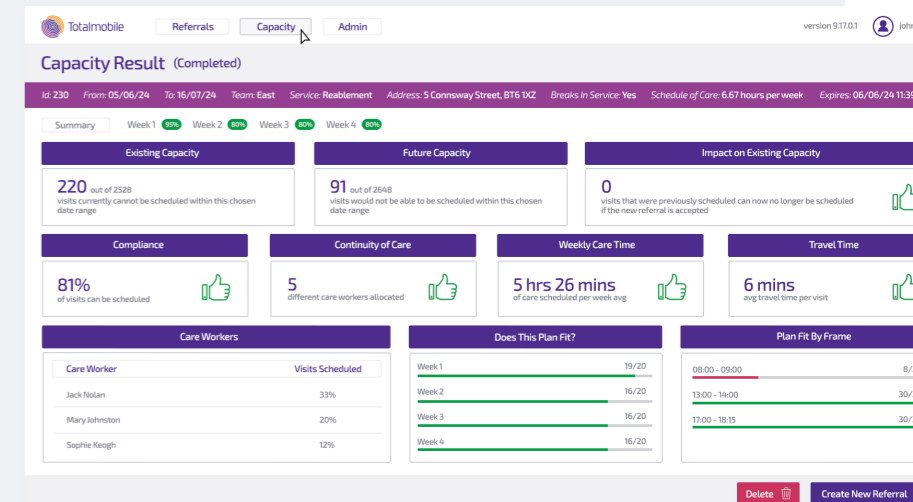 Totalmobile Referrals Capacity Admin version 9.17.0.1
Capacity Result (Completed)
Id: 230 From: 05/06/24 To: 16/07/24 Team: East Service: Reablement Address: 5 Connsway Street, BT6 1XZ Breaks In Service: Yes Schedule of Care: 6.67 hours per week Expires: 06/06/24 11:39
Summary Week 1 95% Week 2 80% Week 3 80% Week 4 80%
Existing Capacity Future Capacity Impact on Existing Capacity
220 out of 2528
visits currently cannot be scheduled within this chosen
date range
91 out of 2648
visits would not be able to be scheduled within this chosen
date range
0
visits that were previously scheduled can now no longer be scheduled
if the new referral is accepted
Compliance Continuity of Care Weekly Care Time Travel Time
81%
of visits can be scheduled
5
different care workers allocated
5 hrs 26 mins
of care scheduled per week avg
6 mins
avg travel time per visit
Care Workers Does This Plan Fit? Plan Fit By Frame
Care Worker Visits Scheduled
Jack Nolan 33%
Mary Johnston 20%
Sophie Keogh 12%
Week 1 19/20
Week 2 16/20
Week 3 16/20
Week 4 16/20
08:00 - 09:00 8/
13:00 - 14:00 30/
17:00 - 18:15 30/
Delete Create New Referral